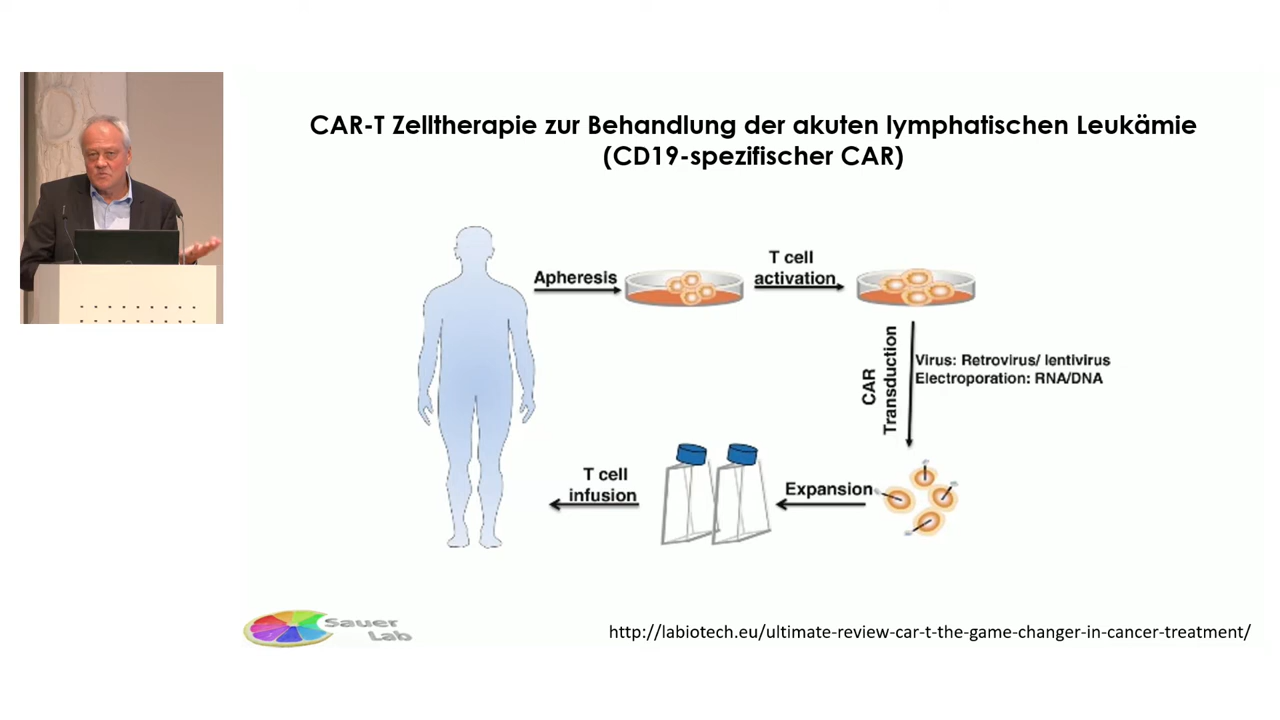 CAR-T Zelltherapie zur Behandlung der akuten lymphatischen Leukämie
(CD19-spezifischer CAR)
Apheresis
T cell
activation
CAR
Transduction
Virus: Retrovirus/ lentivirus
Electroporation: RNA/DNA
Expansion
T cell
infusion
Sauer
Lab
http://labiotech.eu/ultimate-review-car-t-the-game-changer-in-cancer-treatment/